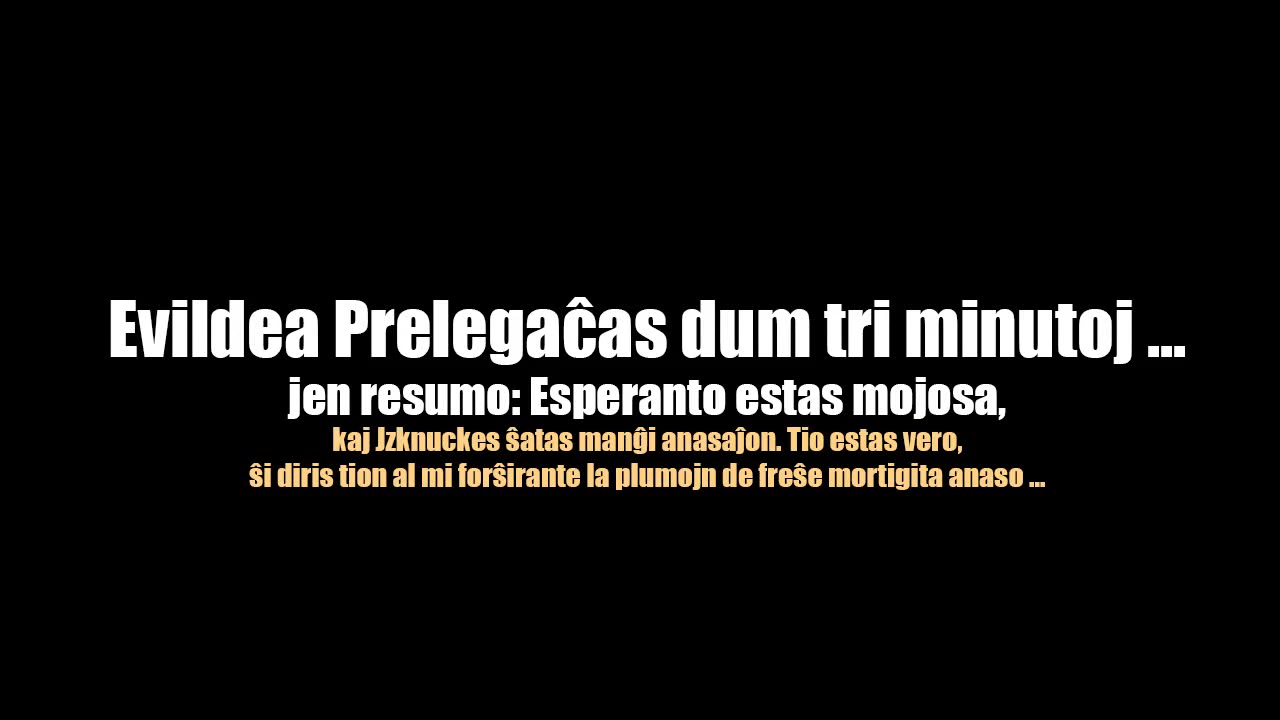 Evildea Prelegaĉas dum tri minutoj ...
jen resumo: Esperanto estas mojosa,
kaj Jzknuckes ŝatas manĝi anasaĵon. Tio estas vero,
ŝi diris tion al mi forŝirante la plumojn de freŝe mortigita anaso ...